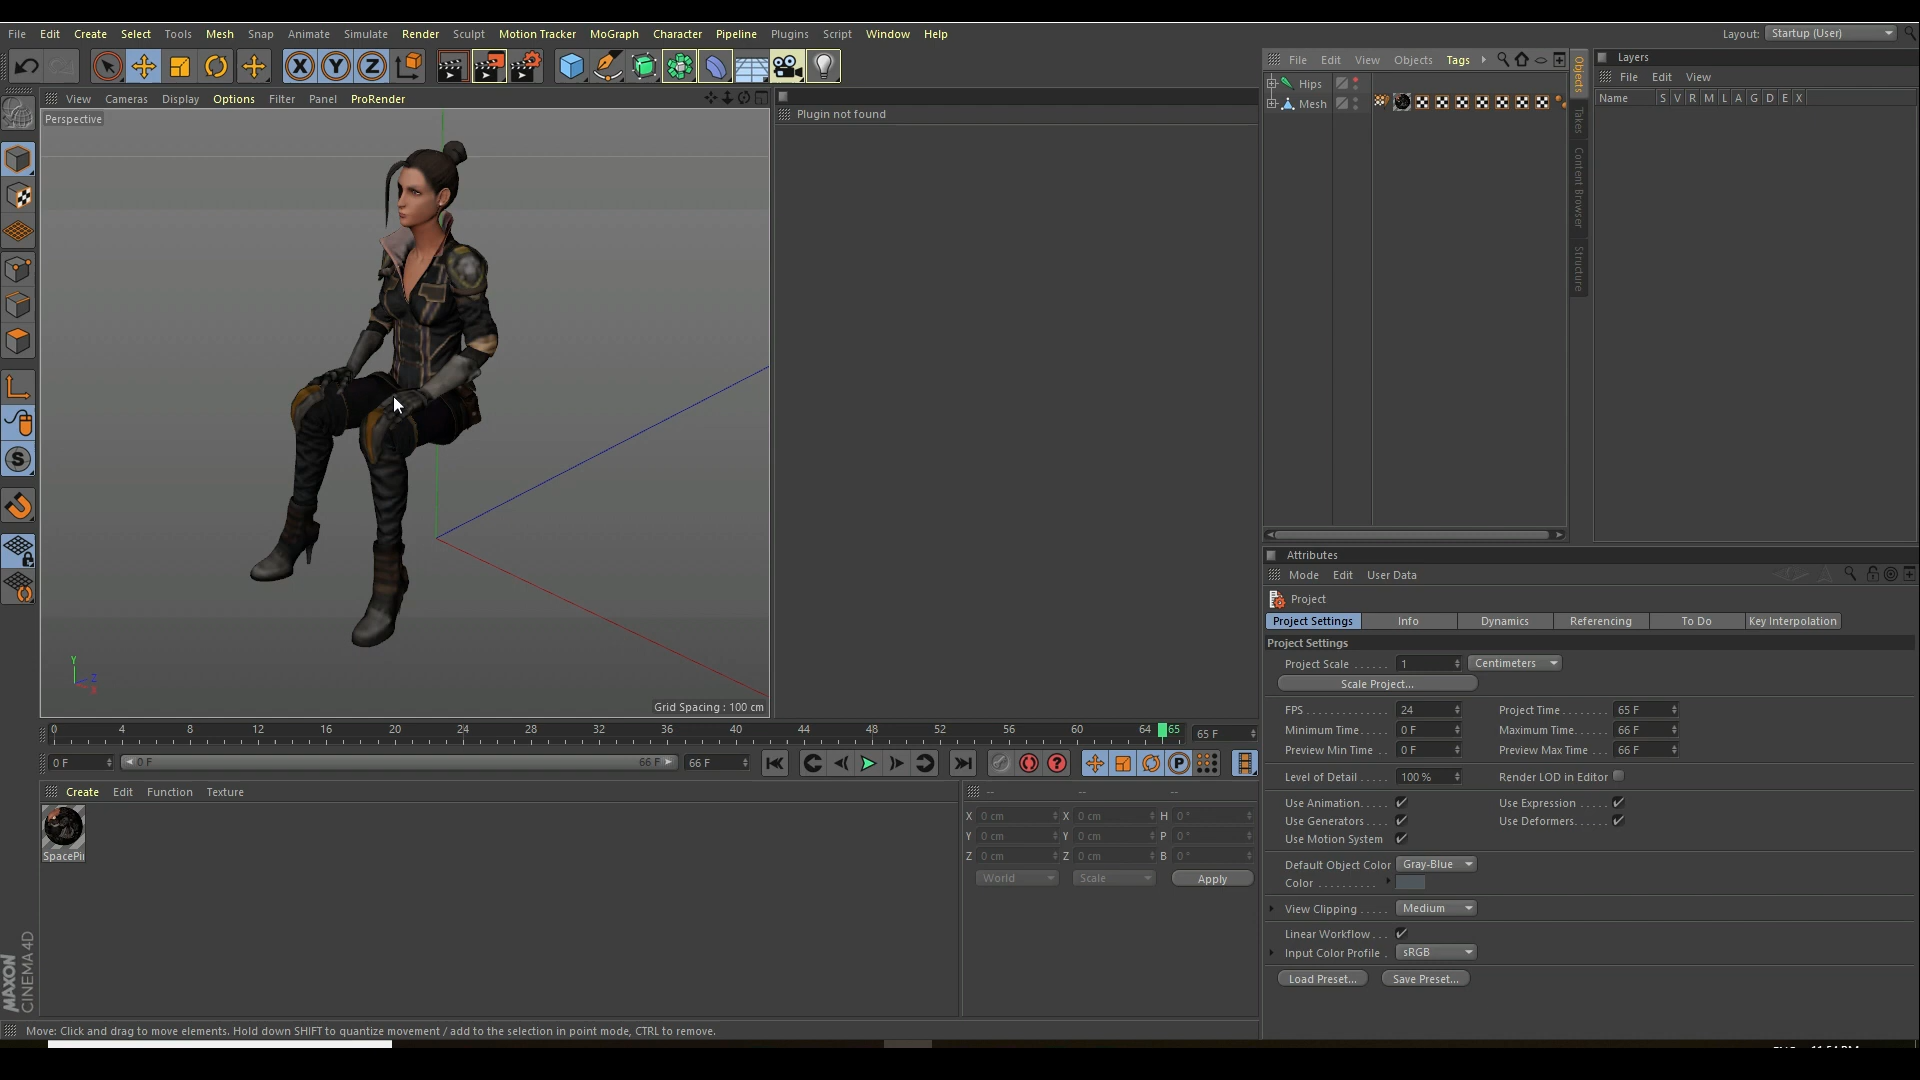 File Edit Create Select Tools Mesh Snap Animate Simulate Render Sculpt Motion Tracker MoGraph Character Pipeline Plugins Script Window Help
Layout: Startup (User)
X Y Z
File Edit View Objects Tags
Layers
File Edit View
Name S V R M L A G D E X
Hips
Mesh
Objects
Takes
Content Browser
Structure
View Cameras Display Options Filter Panel ProRender
Perspective
Plugin not found
Y
Z
X
Grid Spacing : 100 cm
S
0 4 8 12 16 20 24 28 32 36 40 44 48 52 56 60 64 65 65 F
0 F 0 F 66 F 66 F
P
Create Edit Function Texture
SpacePi
-- -- --
X 0 cm X 0 cm H 0 °
Y 0 cm Y 0 cm P 0 °
Z 0 cm Z 0 cm B 0 °
World Scale Apply
Attributes
Mode Edit User Data
Project
Project Settings Info Dynamics Referencing To Do Key Interpolation
Project Settings
Project Scale . . . . . . 1 Centimeters
Scale Project...
FPS . . . . . . . . . . . . . 24 Project Time. . . . . . . . 65 F
Minimum Time. . . . . 0 F Maximum Time. . . . . 66 F
Preview Min Time . . 0 F Preview Max Time . . . 66 F
Level of Detail . . . . . 100 % Render LOD in Editor
Use Animation. . . . . Use Expression . . . . .
Use Generators . . . . Use Deformers. . . . . .
Use Motion System
Default Object Color Gray-Blue
Color . . . . . . . . . .
View Clipping . . . . . Medium
Linear Workflow . . .
Input Color Profile . sRGB
Load Preset... Save Preset...
MAXON
CINEMA 4D
Move: Click and drag to move elements. Hold down SHIFT to quantize movement / add to the selection in point mode, CTRL to remove.